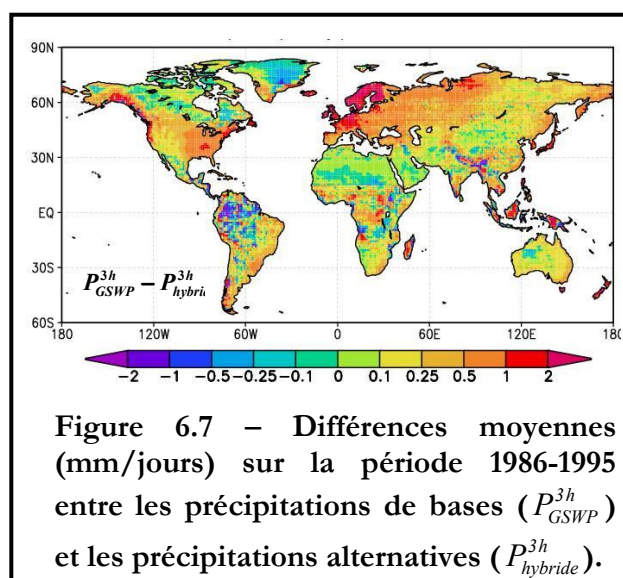 90N
60N
30N
EQ
30S
60S
P^{3h}_{GSWP} − P^{3h}_{hybri
180 120W 60W 0 60E 120E 180
-2 -1 -0.5 -0.25 -0.1 0 0.1 0.25 0.5 1 2
Figure 6.7 – Différences moyennes
(mm/jours) sur la période 1986-1995
entre les précipitations de bases (P^{3h}_{GSWP})
et les précipitations alternatives (P^{3h}_{hybride}).